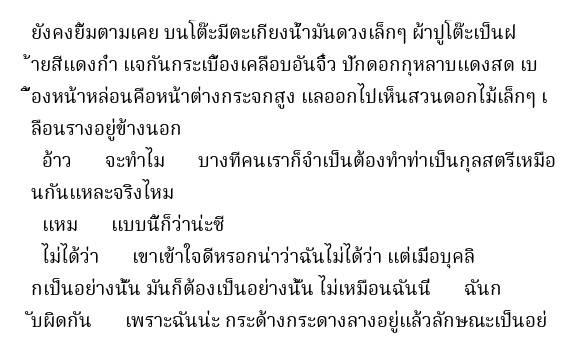 ยังคงยิ้มตามเคย บนโต๊ะมีตะเกียงน้ำมันดวงเล็กๆ ผ้าปูโต๊ะเป็นฝ
้ายสีแดงก่ำ แจกันกระเบื้องเคลือบอันจิ๋ว ปักดอกกุหลาบแดงสด เบ
ื้องหน้าหล่อนคือหน้าต่างกระจกสูง แลออกไปเห็นสวนดอกไม้เล็กๆ เ
ลือนรางอยู่ข้างนอก
อ้าว จะทำไม บางทีคนเราก็จำเป็นต้องทำท่าเป็นกุลสตรีเหมือ
นกันแหละจริงไหม
แหม แบบนี้ก็ว่าน่ะซี
ไม่ได้ว่า เขาเข้าใจดีหรอกน่าว่าฉันไม่ได้ว่า แต่เมื่อบุคลิ
กเป็นอย่างนั้น มันก็ต้องเป็นอย่างนั้น ไม่เหมือนฉันนี่ ฉันก
ับผิดกัน เพราะฉันน่ะ กระด้างกระดางลางอยู่แล้วลักษณะเป็นอย่